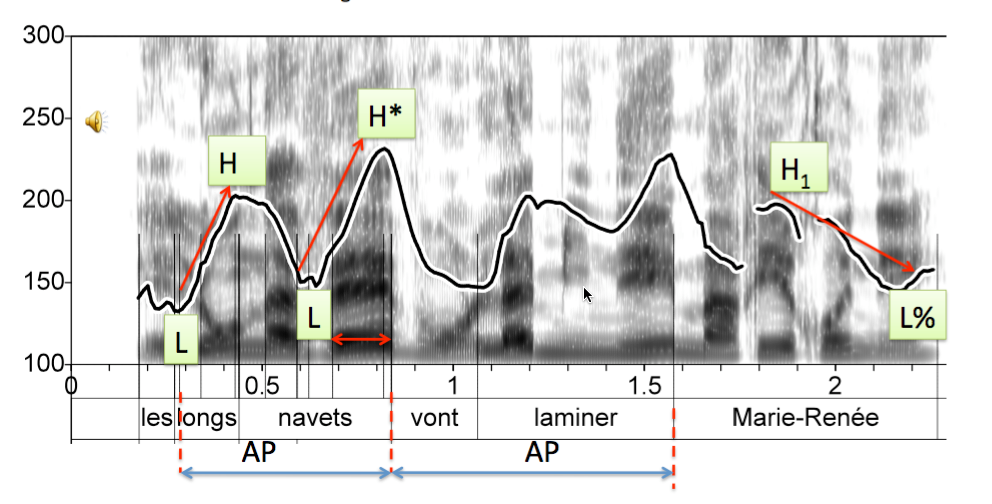 300
250
200
150
100
H
H*
H1
L
L
L%
0 0.5 1 1.5 2
les longs navets vont laminer Marie-Renée
AP AP